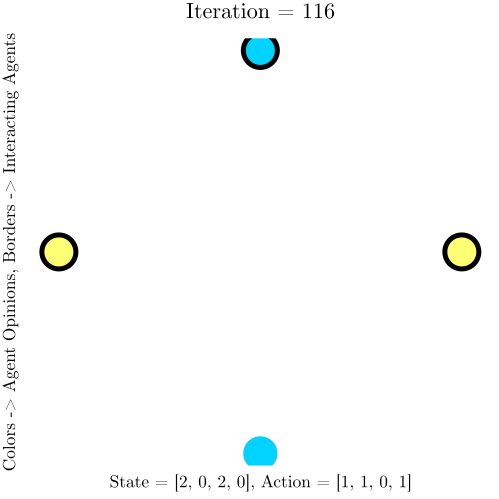 Iteration = 116
Colors -> Agent Opinions, Borders -> Interacting Agents
State = [2, 0, 2, 0], Action = [1, 1, 0, 1]